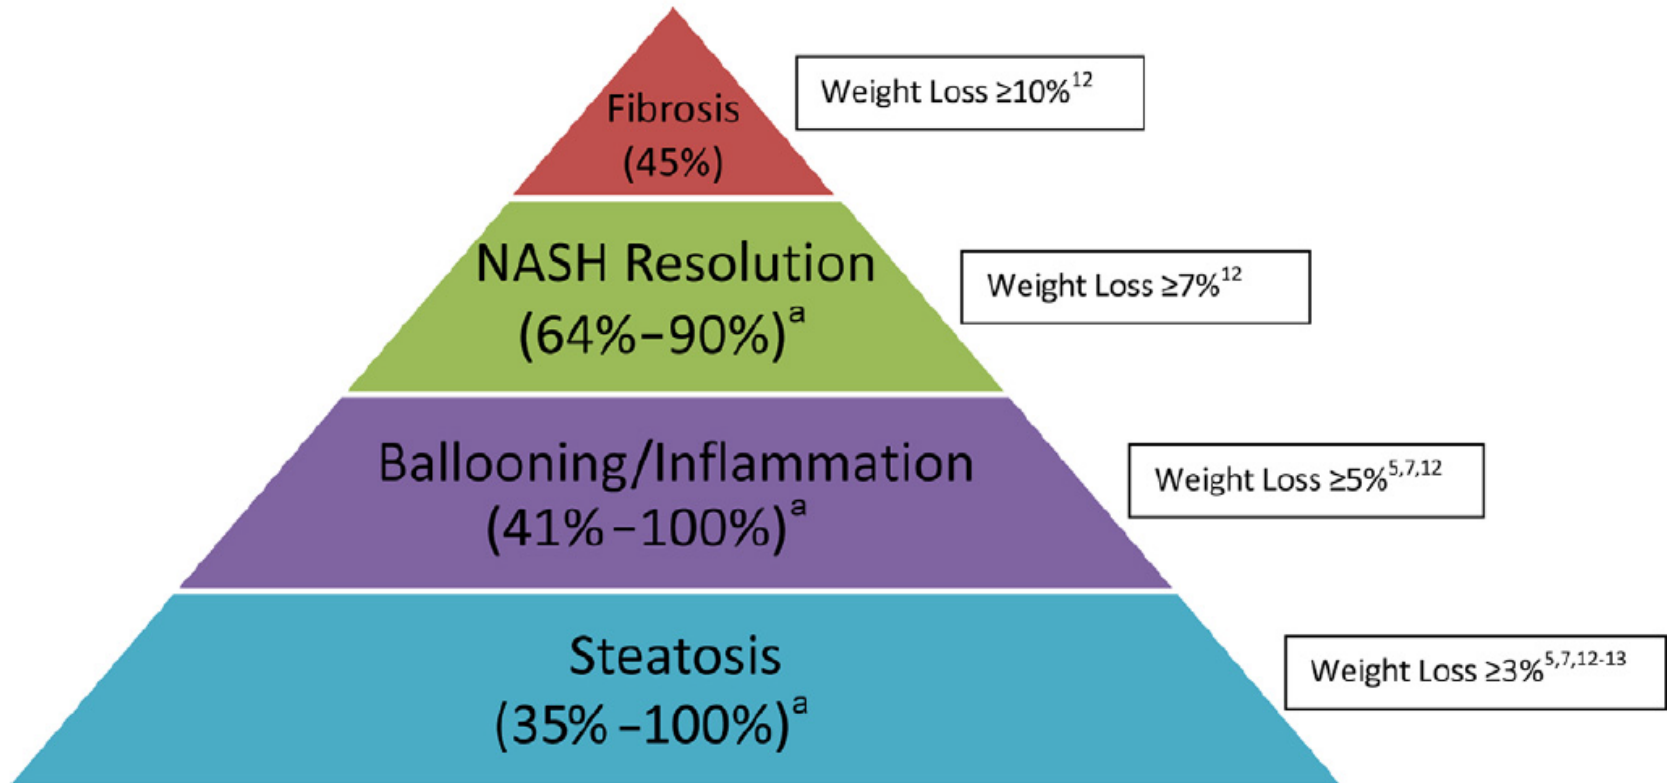 Fibrosis
(45%)
Weight Loss ≥10%12
NASH Resolution
(64%–90%)a
Weight Loss ≥7%12
Ballooning/Inflammation
(41%–100%)a
Weight Loss ≥5%5,7,12
Steatosis
(35%–100%)a
Weight Loss ≥3%5,7,12-13